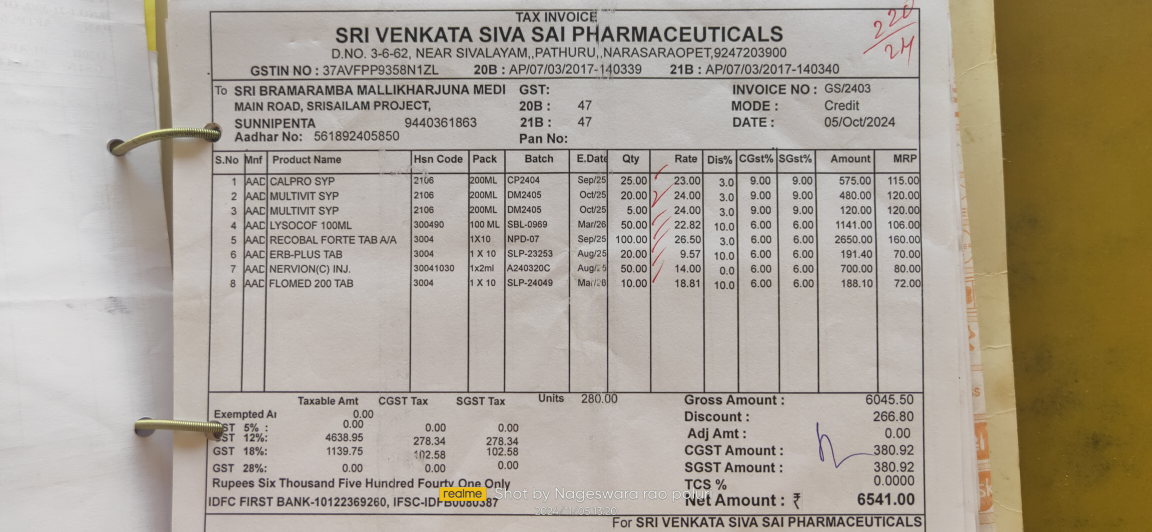 TAX INVOICE
SRI VENKATA SIVA SAI PHARMACEUTICALS
D.NO. 3-6-62, NEAR SIVALAYAM,,PATHURU,,NARASARAOPET,9247203900
GSTIN NO : 37AVFPP9358N1ZL 20B : AP/07/03/2017-140339 21B : AP/07/03/2017-140340
220
24
To SRI BRAMARAMBA MALLIKHARJUNA MEDI GST: INVOICE NO : GS/2403
MAIN ROAD, SRISAILAM PROJECT, 20B : 47 MODE : Credit
SUNNIPENTA 9440361863 21B : 47 DATE : 05/Oct/2024
Aadhar No: 561892405850 Pan No:
S.No Mnf Product Name Hsn Code Pack Batch E.Date Qty Rate Dis% CGst% SGst% Amount MRP
1 AAD CALPRO SYP 2106 200ML CP2404 Sep/25 25.00 23.00 3.0 9.00 9.00 575.00 115.00
2 AAD MULTIVIT SYP 2106 200ML DM2405 Oct/25 20.00 24.00 3.0 9.00 9.00 480.00 120.00
3 AAD MULTIVIT SYP 2106 200ML DM2405 Oct/25 5.00 24.00 3.0 9.00 9.00 120.00 120.00
4 AAD LYSOCOF 100ML 300490 100 ML SBL-0969 Mar/26 50.00 22.82 10.0 6.00 6.00 1141.00 106.00
5 AAD RECOBAL FORTE TAB A/A 3004 1X10 NPD-07 Sep/25 100.00 26.50 3.0 6.00 6.00 2650.00 160.00
6 AAD ERB-PLUS TAB 3004 1 X 10 SLP-23253 Aug/25 20.00 9.57 10.0 6.00 6.00 191.40 70.00
7 AAD NERVION(C) INJ. 30041030 1x2ml A240320C 50.00 14.00 0.0 6.00 6.00 700.00 80.00
8 AAD FLOMED 200 TAB 3004 1 X 10 SLP-24049 Mar/26 10.00 18.81 10.0 6.00 6.00 188.10 72.00
Taxable Amt CGST Tax SGST Tax Units 280.00 Gross Amount : 6045.50
Exempted 0.00 Discount : 266.80
GST 5% : 0.00 0.00 0.00 Adj Amt : 0.00
GST 12%: 4638.95 278.34 278.34 CGST Amount : 380.92
GST 18%: 1139.75 102.58 102.58 SGST Amount : 380.92
GST 28%: 0.00 0.00 0.00 TCS % 0.0000
Rupees Six Thousand Five Hundred Fourty One Only
IDFC FIRST BANK-10122369260, IFSC-IDFB0080387 Net Amount : ₹ 6541.00
realme Shot by Nageswara rao poluri
2024/11/05 13:20
For SRI VENKATA SIVA SAI PHARMACEUTICALS